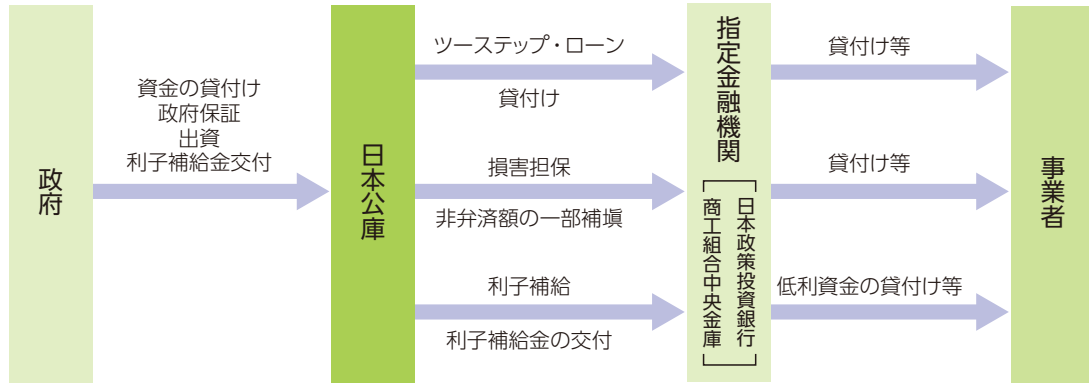 政府
資金の貸付け
政府保証
出資
利子補給金交付
日本公庫
ツーステップ・ローン
貸付け
損害担保
非弁済額の一部補塡
利子補給
利子補給金の交付
指定金融機関
日本政策投資銀行
商工組合中央金庫
貸付け等
貸付け等
低利資金の貸付け等
事業者